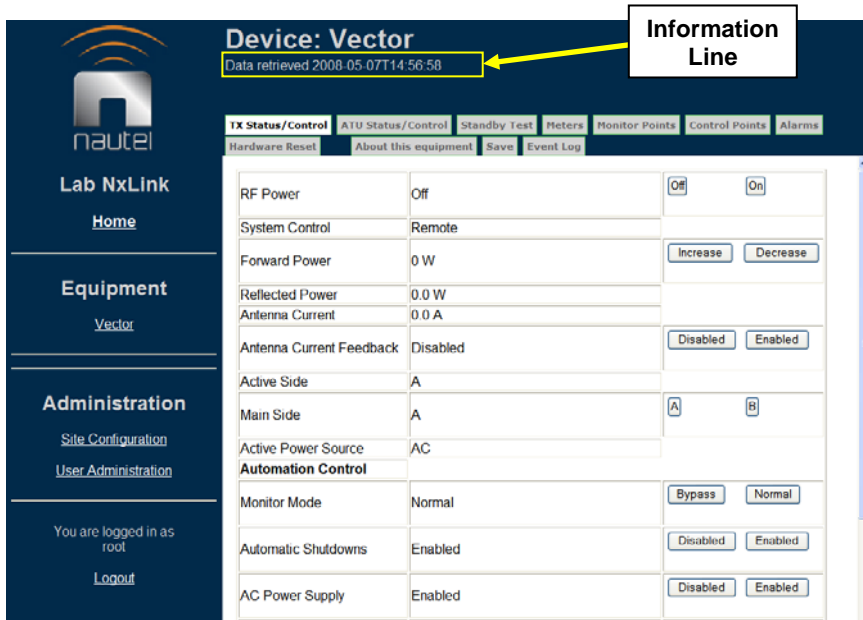 Device: Vector
Data retrieved 2008-05-07T14:56:58
Information
Line
nautel
TX Status/Control ATU Status/Control Standby Test Meters Monitor Points Control Points Alarms
Hardware Reset About this equipment Save Event Log
Lab NxLink
Home
Equipment
Vector
Administration
Site Configuration
User Administration
You are logged in as
root
Logout
RF Power Off Off On
System Control Remote
Forward Power 0 W Increase Decrease
Reflected Power 0.0 W
Antenna Current 0.0 A
Antenna Current Feedback Disabled Disabled Enabled
Active Side A
Main Side A A B
Active Power Source AC
Automation Control
Monitor Mode Normal Bypass Normal
Automatic Shutdowns Enabled Disabled Enabled
AC Power Supply Enabled Disabled Enabled